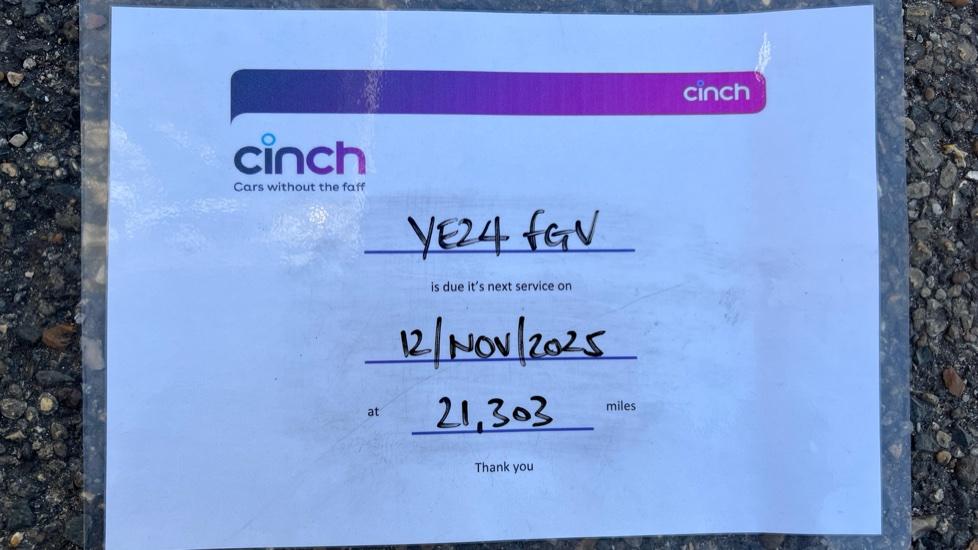 cinch
cinch
Cars without the faff
YE24 FGV
is due it's next service on
12/NOV/2025
at 21,303 miles
Thank you